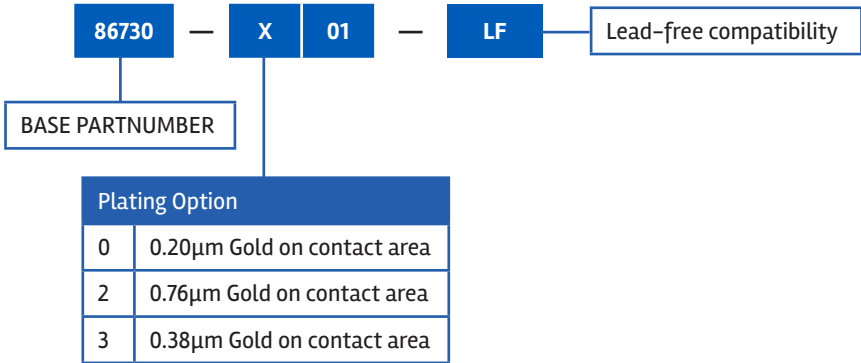 86730 — X 01 — LF Lead-free compatibility
BASE PARTNUMBER
Plating Option
0 0.20µm Gold on contact area
2 0.76µm Gold on contact area
3 0.38µm Gold on contact area